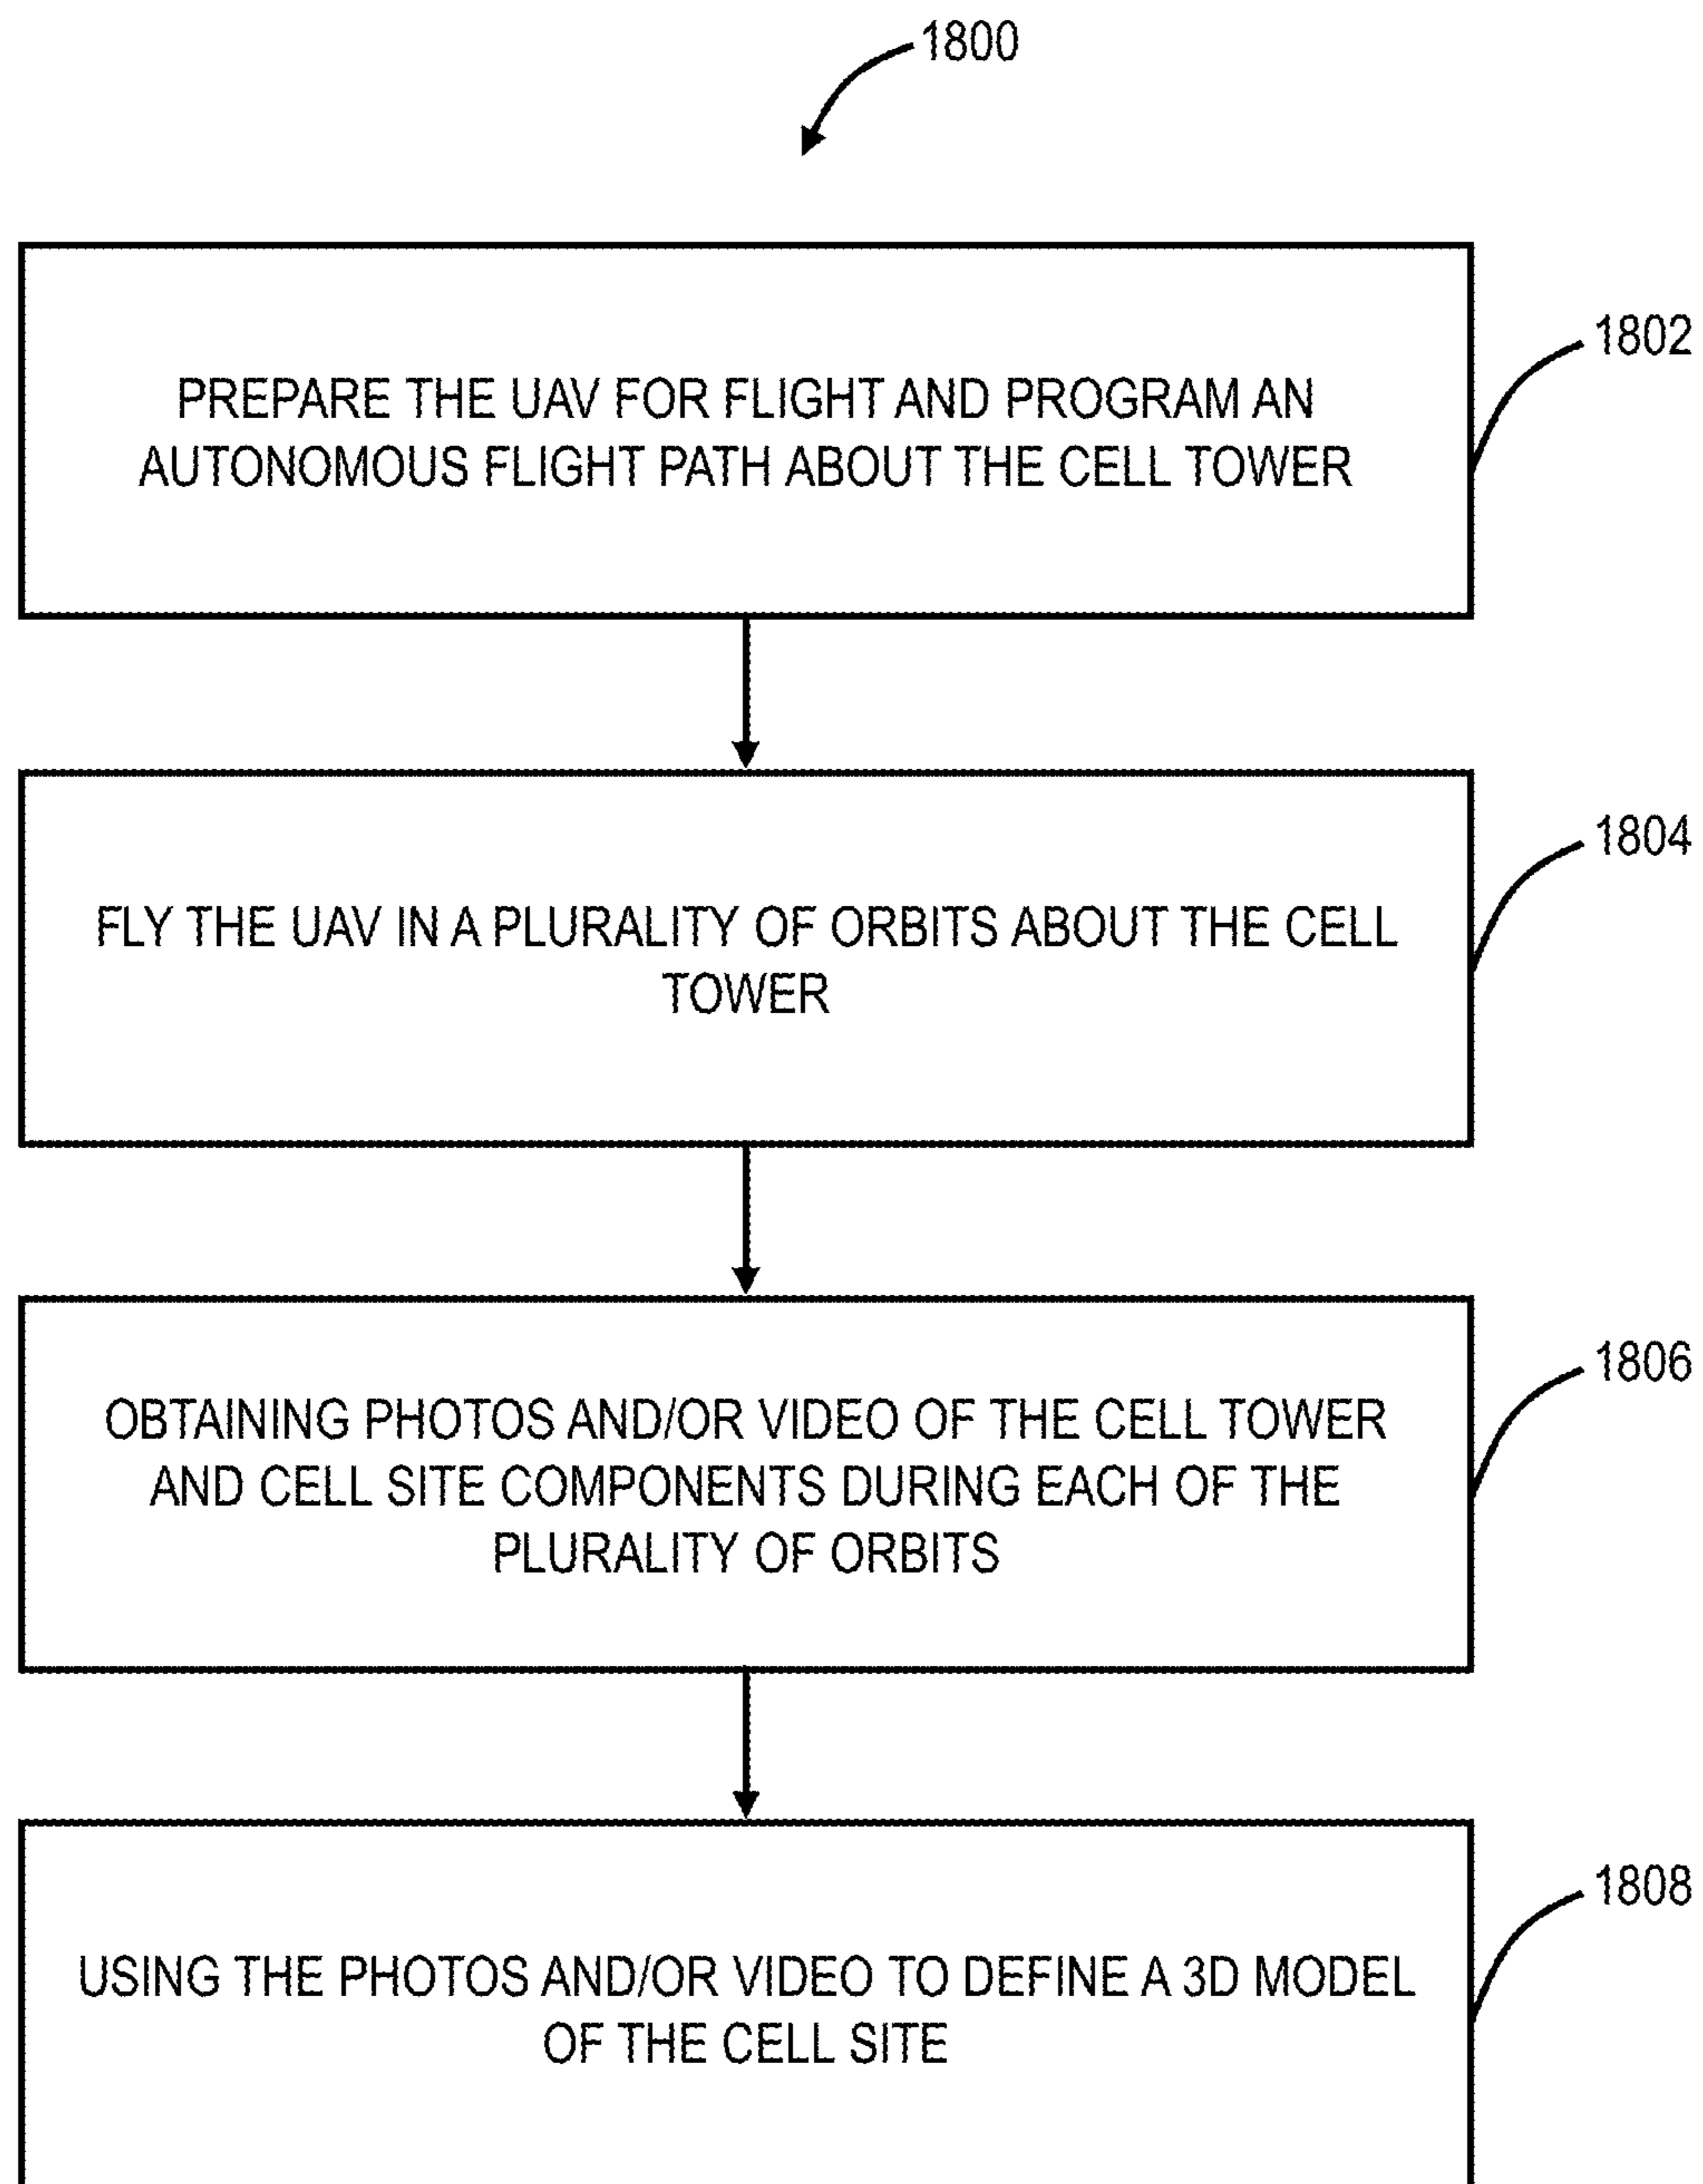 1800
1802
PREPARE THE UAV FOR FLIGHT AND PROGRAM AN
AUTONOMOUS FLIGHT PATH ABOUT THE CELL TOWER
1804
FLY THE UAV IN A PLURALITY OF ORBITS ABOUT THE CELL
TOWER
1806
OBTAINING PHOTOS AND/OR VIDEO OF THE CELL TOWER
AND CELL SITE COMPONENTS DURING EACH OF THE
PLURALITY OF ORBITS
1808
USING THE PHOTOS AND/OR VIDEO TO DEFINE A 3D MODEL
OF THE CELL SITE